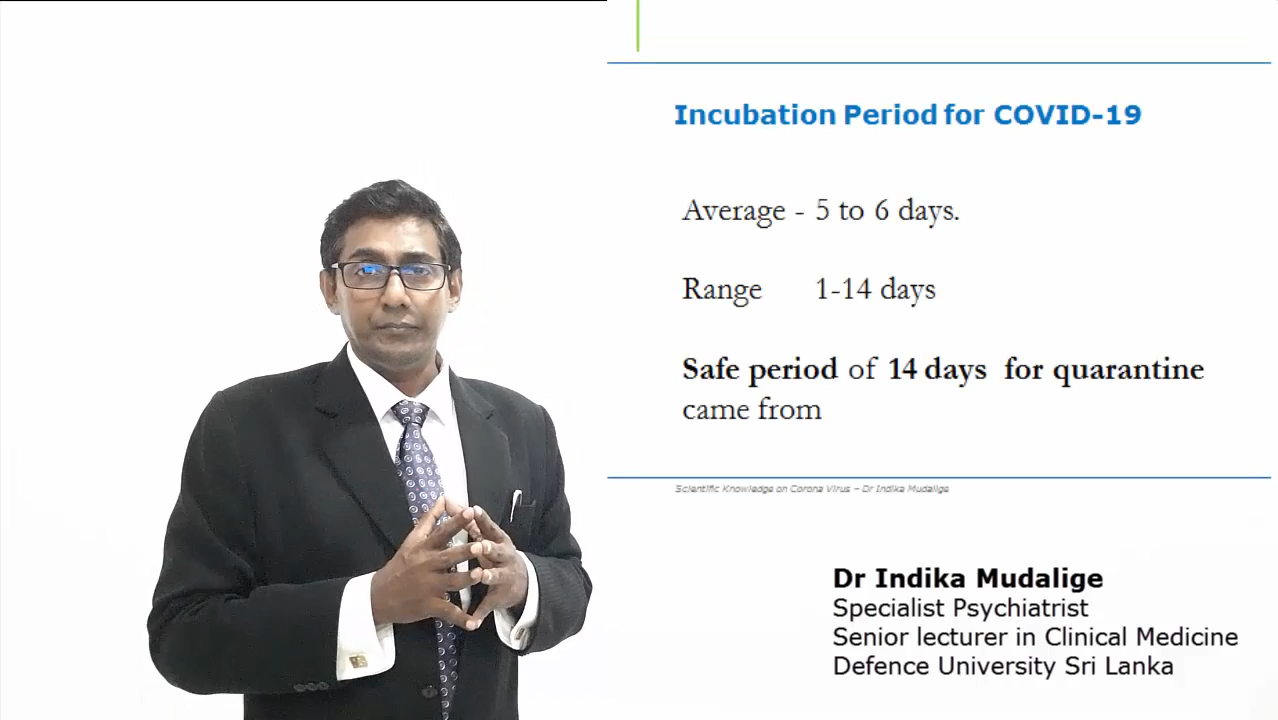 Incubation Period for COVID-19
Average - 5 to 6 days.
Range 1-14 days
Safe period of 14 days for quarantine
came from
Scientific Knowledge on Corona Virus – Dr Indika Mudalige
Dr Indika Mudalige
Specialist Psychiatrist
Senior lecturer in Clinical Medicine
Defence University Sri Lanka